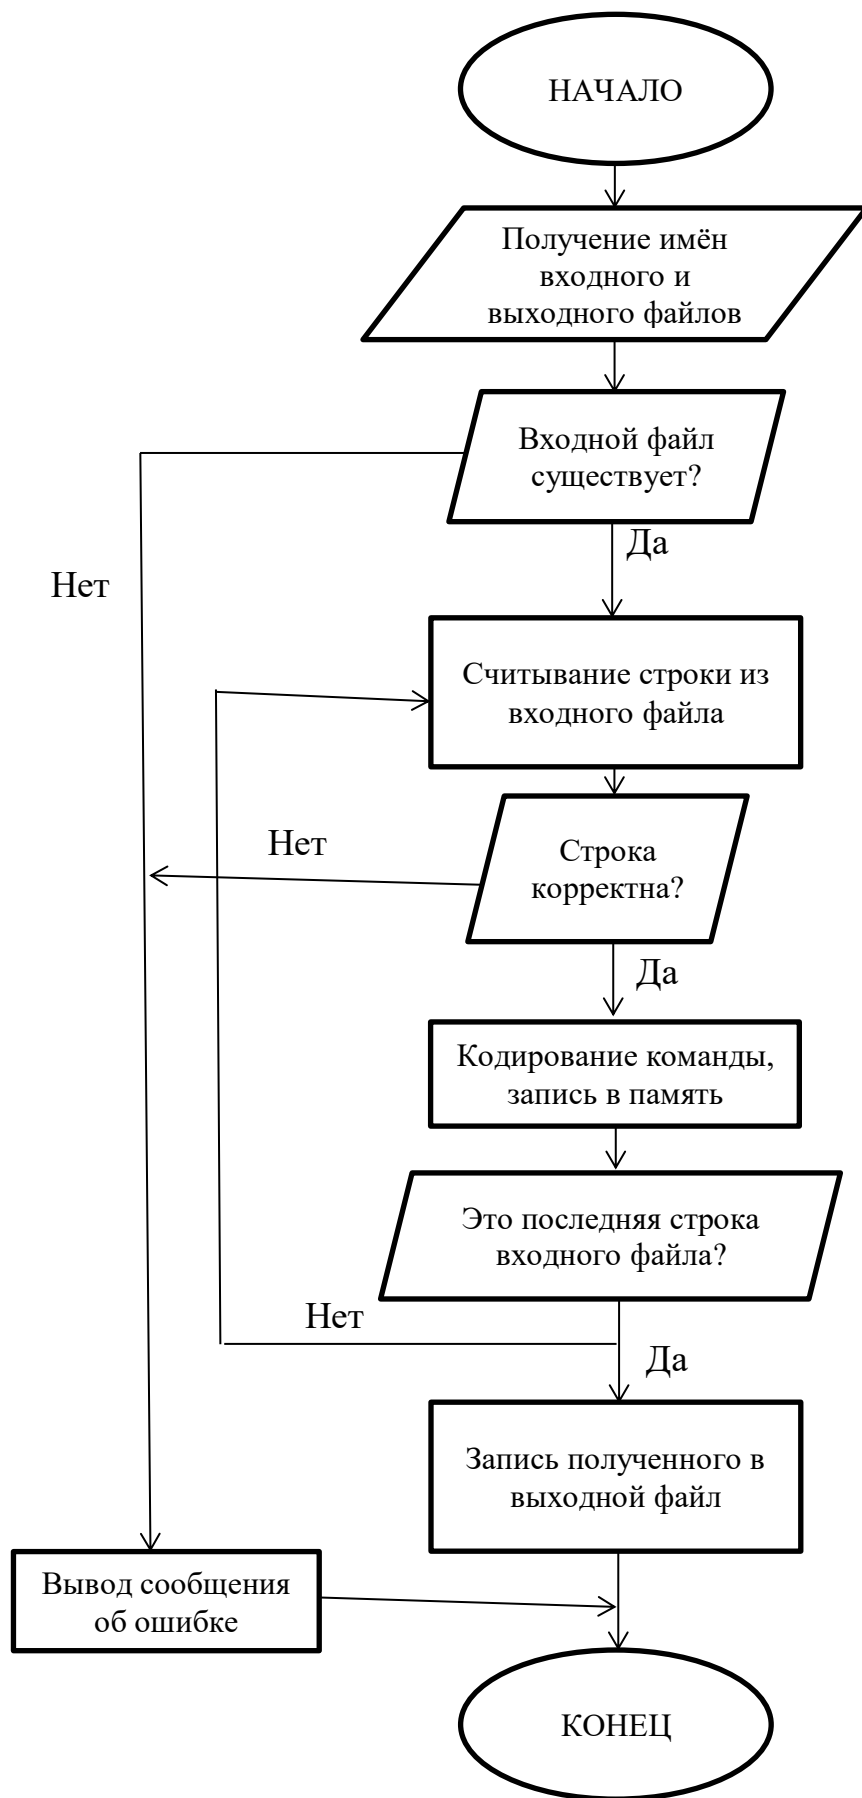 НАЧАЛО
Получение имён
входного и
выходного файлов
Входной файл
существует?
Да
Нет
Считывание строки из
входного файла
Нет
Строка
корректна?
Да
Кодирование команды,
запись в память
Это последняя строка
входного файла?
Нет
Да
Запись полученного в
выходной файл
Вывод сообщения
об ошибке
КОНЕЦ